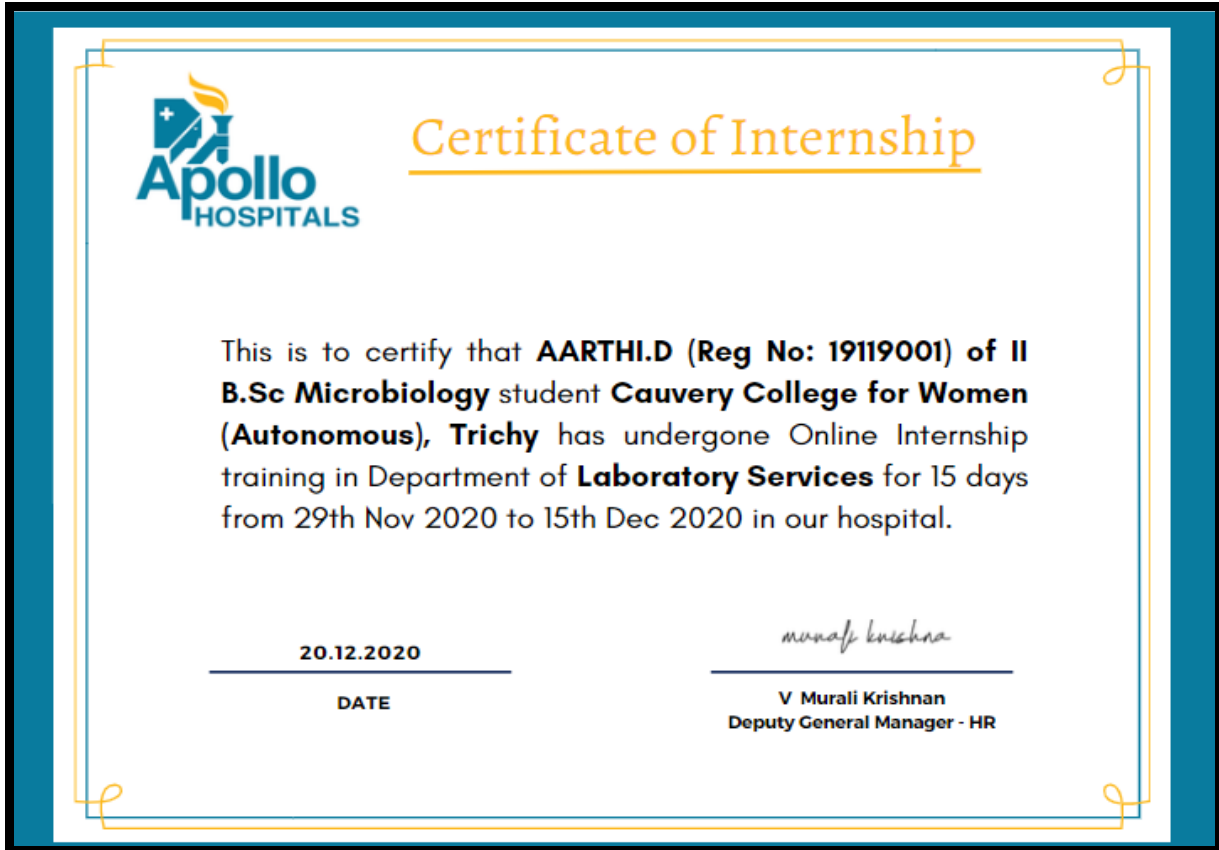 Apollo
HOSPITALS
Certificate of Internship
This is to certify that AARTHI.D (Reg No: 19119001) of II
B.Sc Microbiology student Cauvery College for Women
(Autonomous), Trichy has undergone Online Internship
training in Department of Laboratory Services for 15 days
from 29th Nov 2020 to 15th Dec 2020 in our hospital.
20.12.2020
DATE
murali krishna
V Murali Krishnan
Deputy General Manager - HR